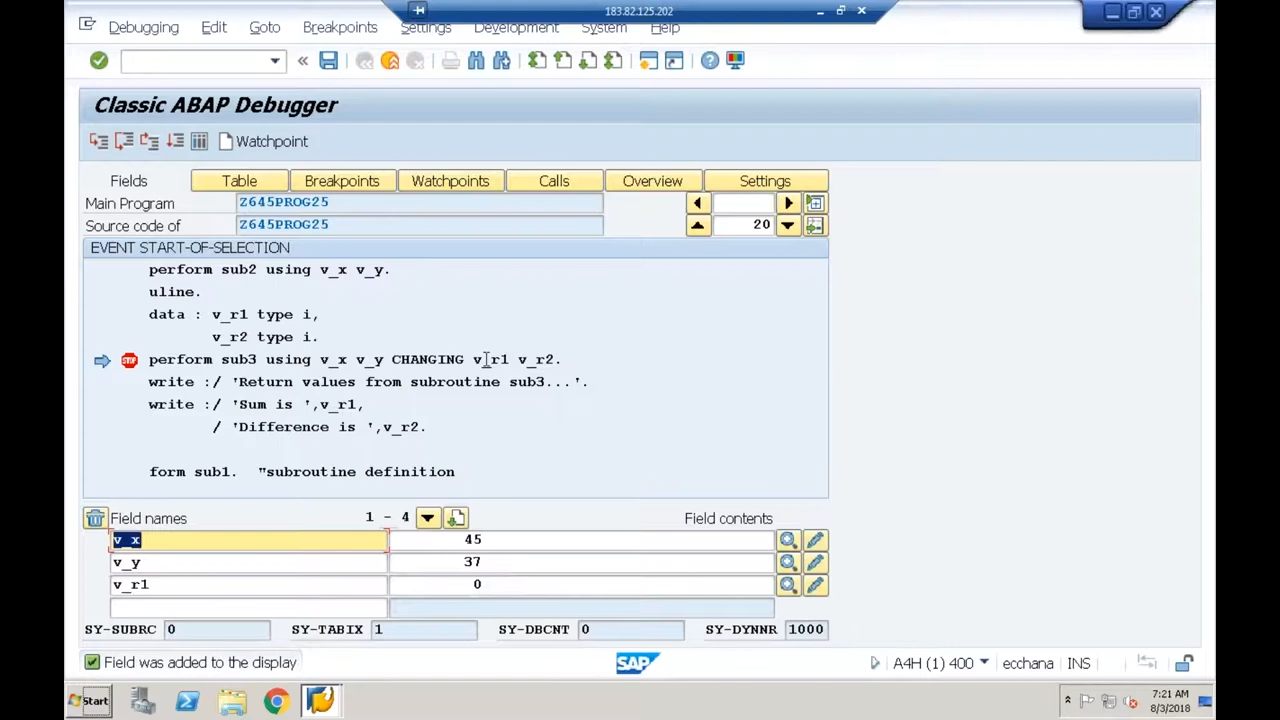 183.82.125.202
Debugging Edit Goto Breakpoints Settings Development System Help
Classic ABAP Debugger
Watchpoint
Fields Table Breakpoints Watchpoints Calls Overview Settings
Main Program Z645PROG25
Source code of Z645PROG25 20
EVENT START-OF-SELECTION
perform sub2 using v_x v_y.
uline.
data : v_r1 type i,
v_r2 type i.
STOP perform sub3 using v_x v_y CHANGING v_r1 v_r2.
write :/ 'Return values from subroutine sub3...'.
write :/ 'Sum is ',v_r1,
/ 'Difference is ',v_r2.
form sub1. "subroutine definition
Field names 1 - 4 Field contents
v_x 45
v_y 37
v_r1 0
SY-SUBRC 0 SY-TABIX 1 SY-DBCNT 0 SY-DYNNR 1000
Field was added to the display SAP A4H (1) 400 ecchana INS
Start 7:21 AM
8/3/2018